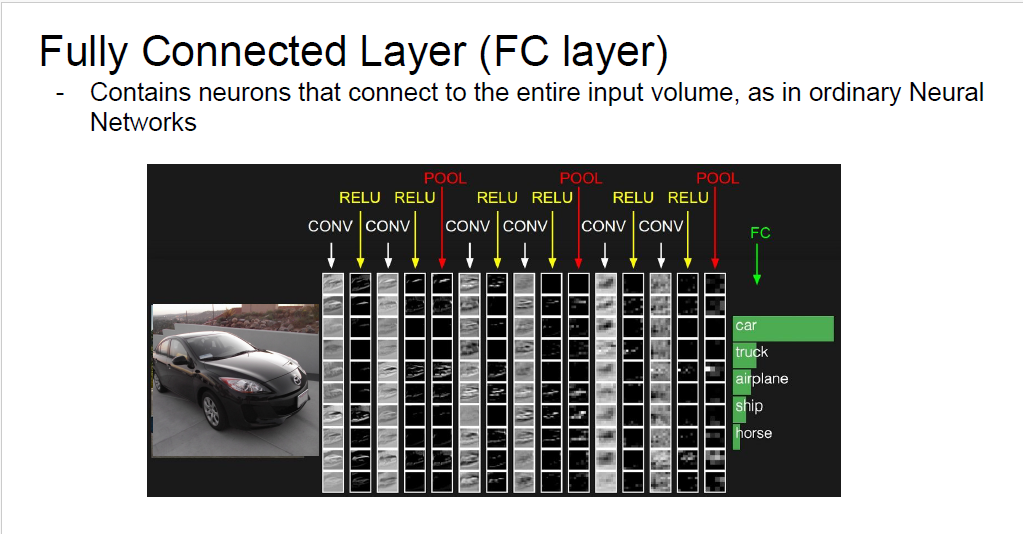 Fully Connected Layer (FC layer)
- Contains neurons that connect to the entire input volume, as in ordinary Neural
Networks
POOL POOL POOL
RELU RELU RELU RELU RELU RELU
CONV CONV CONV CONV CONV CONV
FC
car
truck
airplane
ship
horse